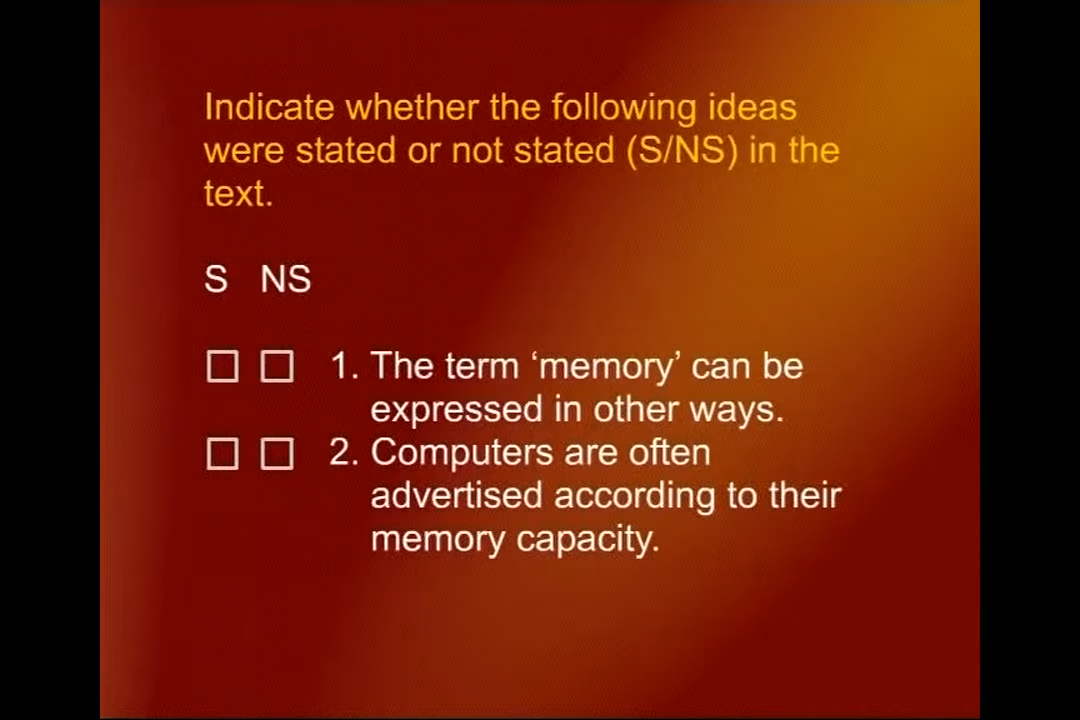 Indicate whether the following ideas
were stated or not stated (S/NS) in the
text.
S NS
1. The term ‘memory’ can be
expressed in other ways.
2. Computers are often
advertised according to their
memory capacity.